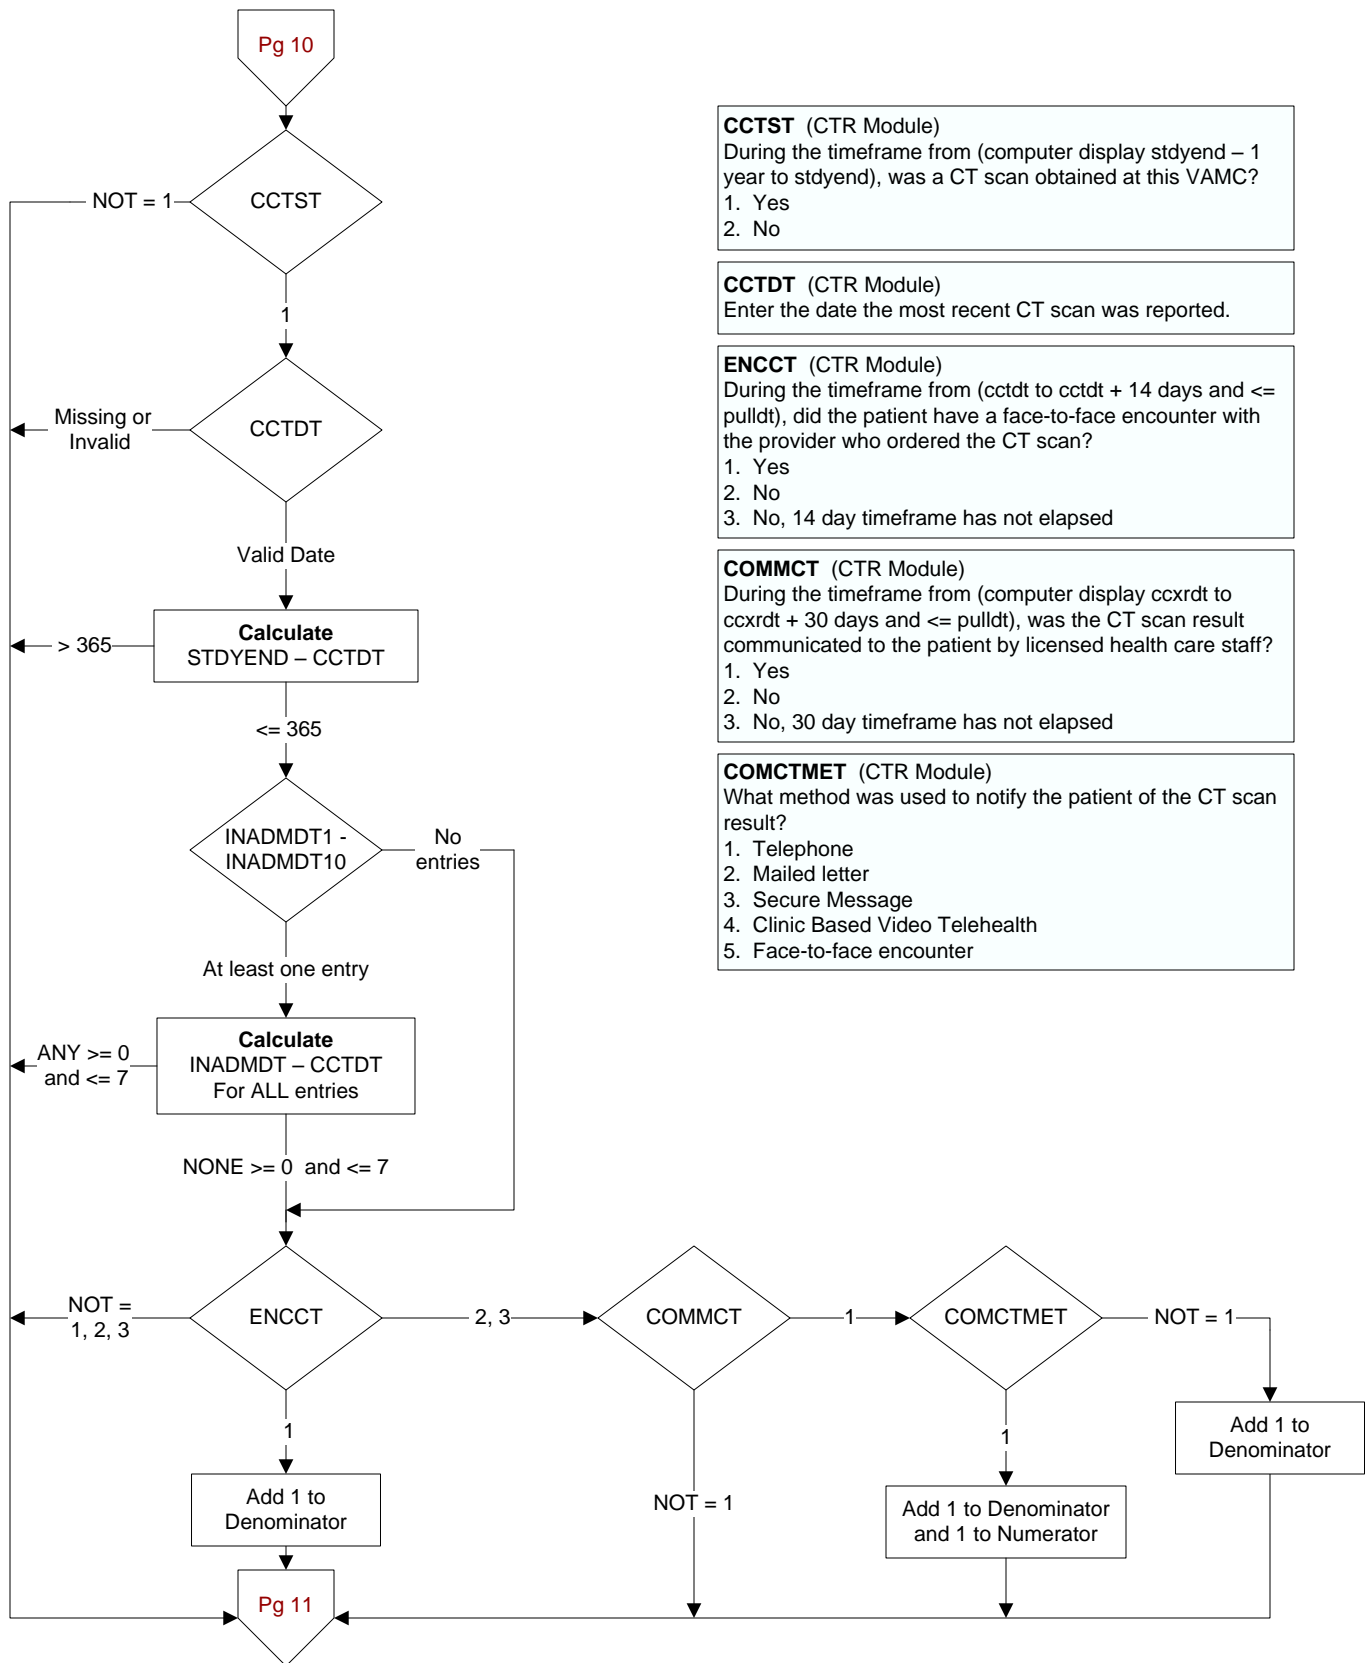 Pg 10
CCTST
NOT = 1
1
CCTDT
Missing or
Invalid
Valid Date
Calculate
STDYEND – CCTDT
> 365
<= 365
INADMDT1 -
INADMDT10
No
entries
At least one entry
Calculate
INADMDT – CCTDT
For ALL entries
ANY >= 0
and <= 7
NONE >= 0 and <= 7
ENCCT
NOT =
1, 2, 3
2, 3
COMMCT
1
COMCTMET
NOT = 1
Add 1 to
Denominator
1
Add 1 to
Denominator
NOT = 1
1
Add 1 to Denominator
and 1 to Numerator
Pg 11
CCTST (CTR Module)
During the timeframe from (computer display stdyend – 1
year to stdyend), was a CT scan obtained at this VAMC?
1. Yes
2. No
CCTDT (CTR Module)
Enter the date the most recent CT scan was reported.
ENCCT (CTR Module)
During the timeframe from (cctdt to cctdt + 14 days and <=
pulldt), did the patient have a face-to-face encounter with
the provider who ordered the CT scan?
1. Yes
2. No
3. No, 14 day timeframe has not elapsed
COMMCT (CTR Module)
During the timeframe from (computer display ccxrdt to
ccxrdt + 30 days and <= pulldt), was the CT scan result
communicated to the patient by licensed health care staff?
1. Yes
2. No
3. No, 30 day timeframe has not elapsed
COMCTMET (CTR Module)
What method was used to notify the patient of the CT scan
result?
1. Telephone
2. Mailed letter
3. Secure Message
4. Clinic Based Video Telehealth
5. Face-to-face encounter